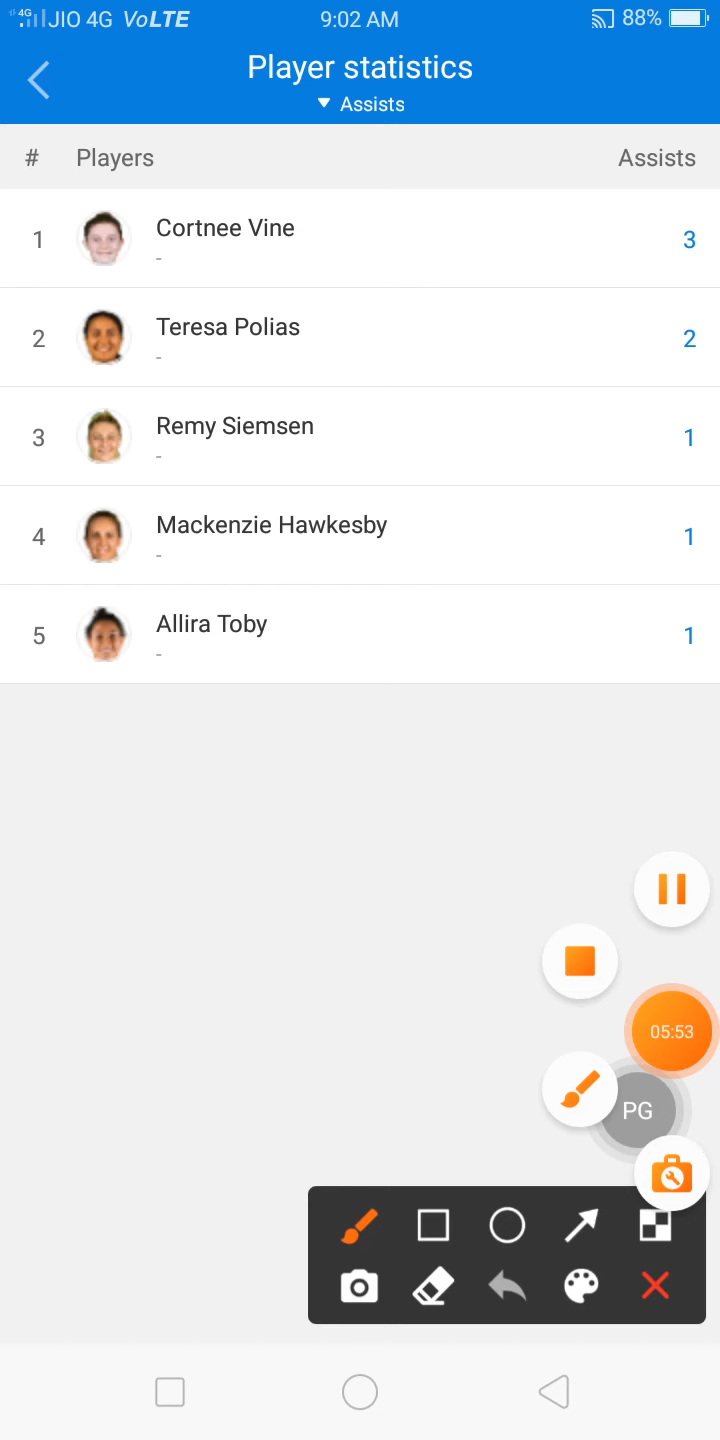 4G JIO 4G VoLTE 9:02 AM 88%
Player statistics
Assists
# Players Assists
1 Cortnee Vine 3
-
2 Teresa Polias 2
-
3 Remy Siemsen 1
-
4 Mackenzie Hawkesby 1
-
5 Allira Toby 1
-
05:53
PG